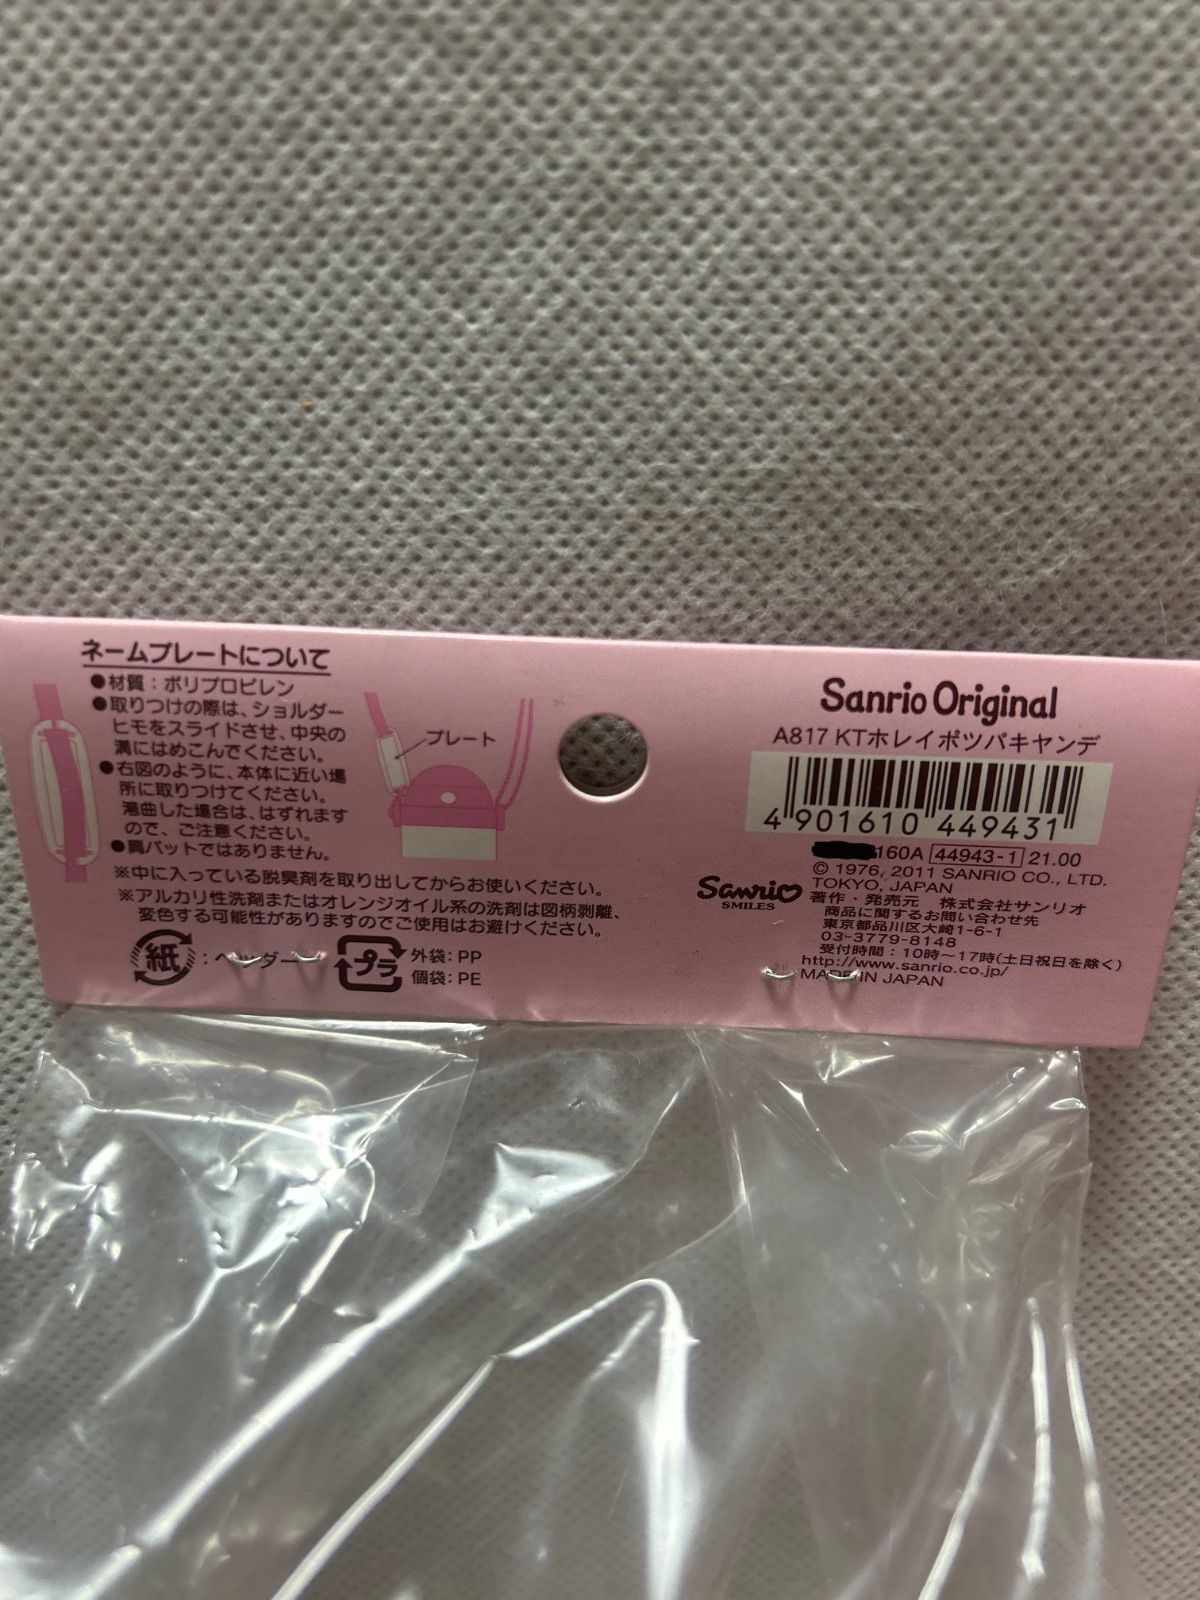 ネームプレートについて
●材質：ポリプロピレン
●取りつけの際は、ショルダー
ヒモをスライドさせ、中央の
溝にはめこんでください。
●右図のように、本体に近い場
所に取りつけてください。
湾曲した場合は、はずれます
ので、ご注意ください。
●肩パットではありません。
プレート
※中に入っている脱臭剤を取り出してからお使いください。
※アルカリ性洗剤またはオレンジオイル系の洗剤は図柄剥離、
変色する可能性がありますのでご使用はお避けください。
紙：ヘッダー
プラ 外袋：PP
個袋：PE
Sanrio Original
A817 KTホレイポツパキヤンデ
4 901610 449431
160A 44943-1 21.00
© 1976, 2011 SANRIO CO., LTD.
TOKYO, JAPAN
Sanrio
SMILES
著作・発売元 株式会社サンリオ
商品に関するお問い合わせ先
東京都品川区大崎1-6-1
03-3779-8148
受付時間：10時～17時(土日祝日を除く)
http://www.sanrio.co.jp/
MADE IN JAPAN